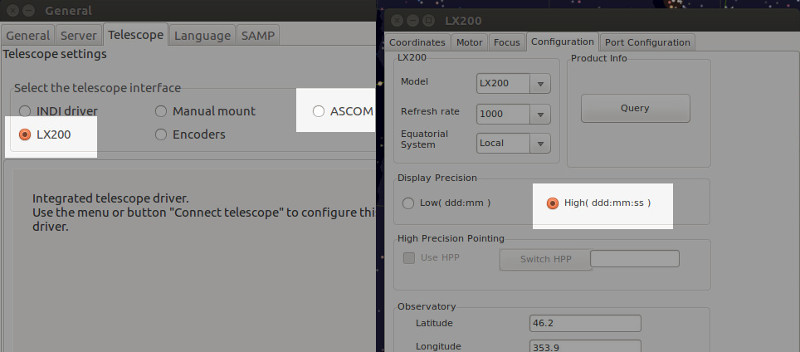 General
General Server Telescope Language SAMP
Telescope settings
Select the telescope interface
INDI driver Manual mount ASCOM
LX200 Encoders
Integrated telescope driver.
Use the menu or button "Connect telescope" to configure this
driver.
LX200
Coordinates Motor Focus Configuration Port Configuration
LX200
Model LX200
Refresh rate 1000
Equatorial
System Local
Product Info
Query
Display Precision
Low( ddd:mm ) High( ddd:mm:ss )
High Precision Pointing
Use HPP Switch HPP
Observatory
Latitude 46.2
Longitude 353.9